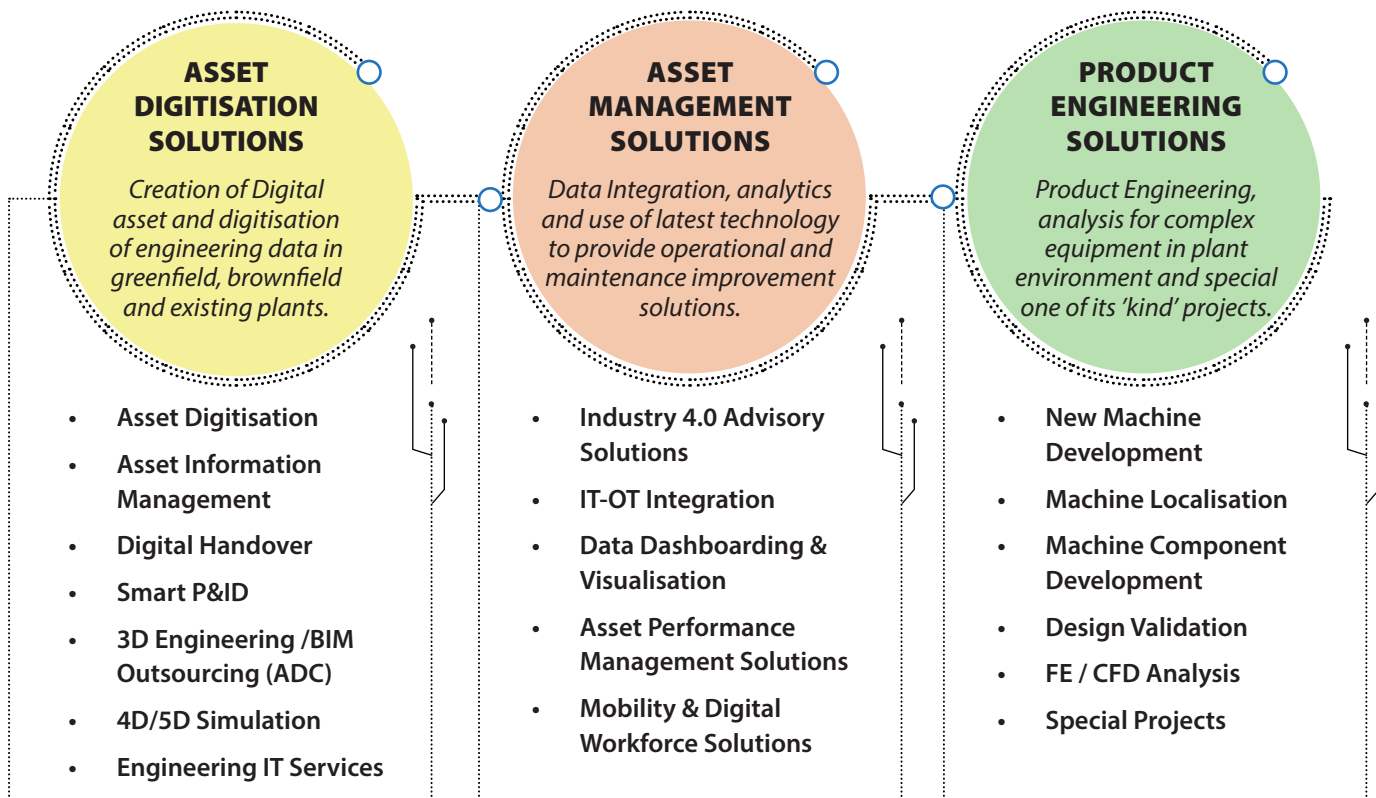 ASSET
DIGITISATION
SOLUTIONS
Creation of Digital
asset and digitisation
of engineering data in
greenfield, brownfield
and existing plants.
• Asset Digitisation
• Asset Information
Management
• Digital Handover
• Smart P&ID
• 3D Engineering /BIM
Outsourcing (ADC)
• 4D/5D Simulation
• Engineering IT Services
ASSET
MANAGEMENT
SOLUTIONS
Data Integration, analytics
and use of latest technology
to provide operational and
maintenance improvement
solutions.
• Industry 4.0 Advisory
Solutions
• IT-OT Integration
• Data Dashboarding &
Visualisation
• Asset Performance
Management Solutions
• Mobility & Digital
Workforce Solutions
PRODUCT
ENGINEERING
SOLUTIONS
Product Engineering,
analysis for complex
equipment in plant
environment and special
one of its ’kind’ projects.
• New Machine
Development
• Machine Localisation
• Machine Component
Development
• Design Validation
• FE / CFD Analysis
• Special Projects